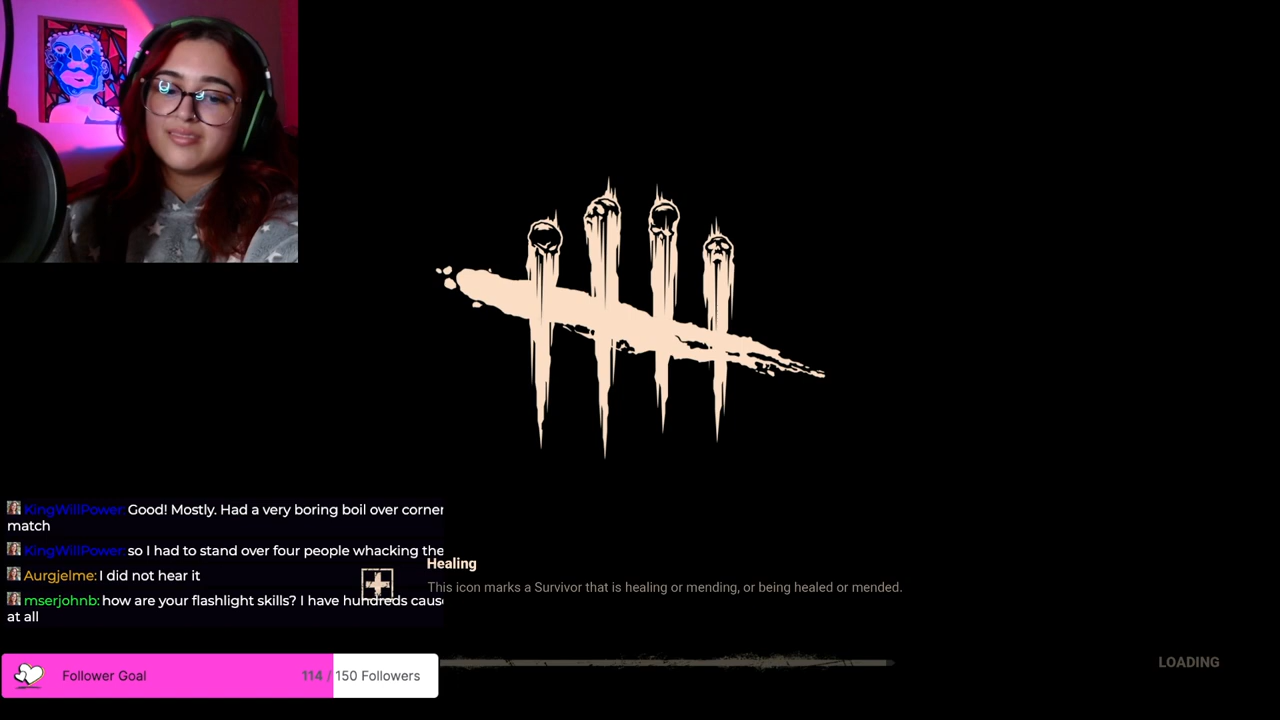 KingWillPower: Good! Mostly. Had a very boring boil over corner
match
KingWillPower: so I had to stand over four people whacking the
Aurgjelme: I did not hear it
mserjohnb: how are your flashlight skills? I have hundreds cause
at all
Healing
This icon marks a Survivor that is healing or mending, or being healed or mended.
Follower Goal 114 / 150 Followers
LOADING